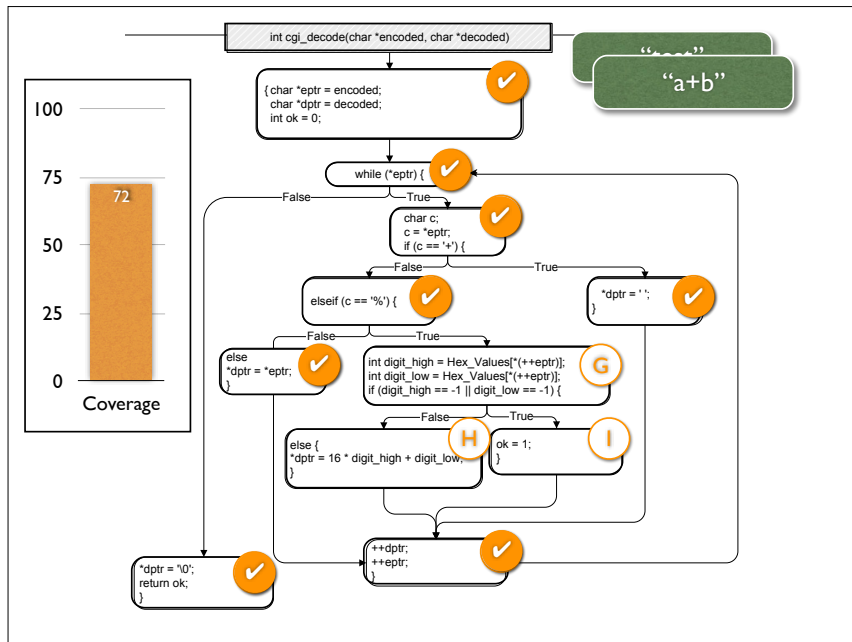 int cgi_decode(char *encoded, char *decoded)
“test”
“a+b”
{ char *eptr = encoded;
char *dptr = decoded;
int ok = 0;
while (*eptr) {
False
True
char c;
c = *eptr;
if (c == '+') {
False
True
elseif (c == '%') {
*dptr = ' ';
}
False
True
else
*dptr = *eptr;
}
int digit_high = Hex_Values[*(++eptr)];
int digit_low = Hex_Values[*(++eptr)];
if (digit_high == -1 || digit_low == -1) {
G
False
True
else {
*dptr = 16 * digit_high + digit_low;
}
H
ok = 1;
}
I
++dptr;
++eptr;
}
*dptr = '\0';
return ok;
}
100
75
72
50
25
0
Coverage